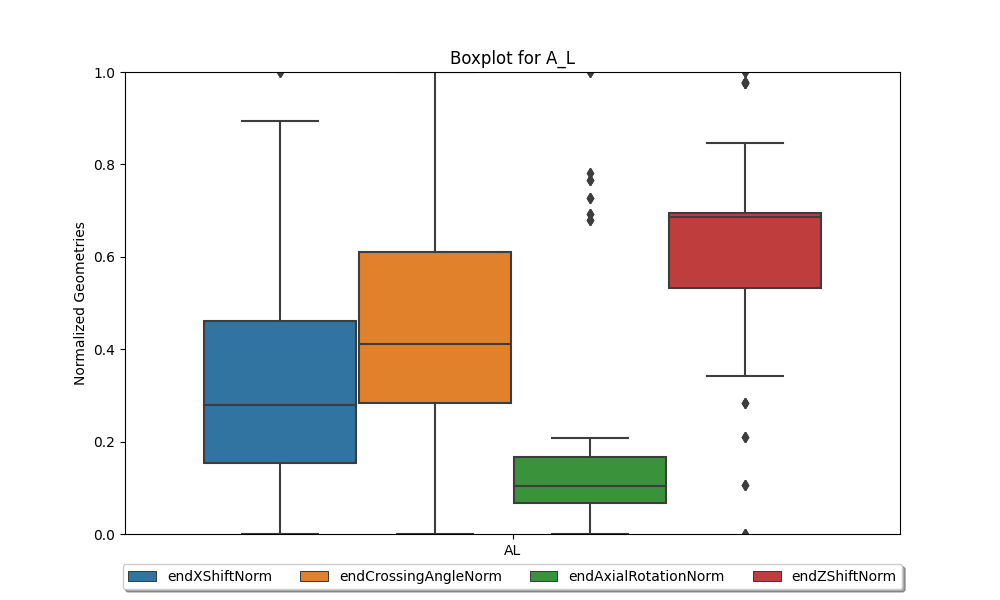 Boxplot for A_L
Normalized Geometries
1.0
0.8
0.6
0.4
0.2
0.0
AL
endXShiftNorm endCrossingAngleNorm endAxialRotationNorm endZShiftNorm